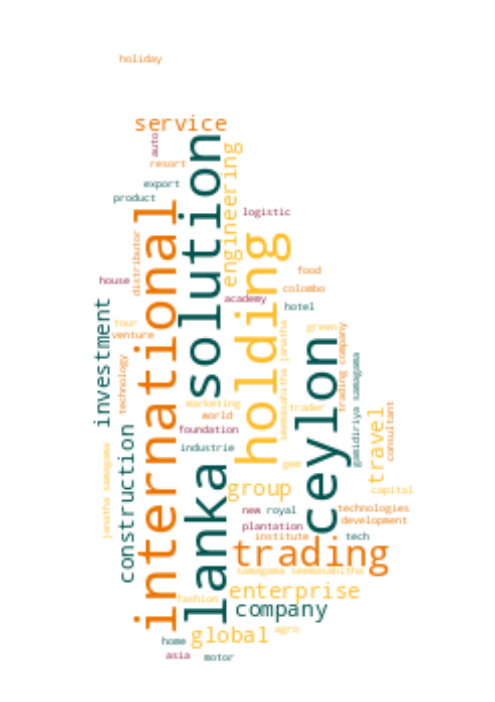 holiday
service
auto
solution
resort
engineering
export
product
international
logistic
distributor
holding
food
house
colombo
academy
investment
hotel
tour
venture
seemasahitha janatha
green
trading company
ceylon
gamidiriya samagama
technology
marketing
world
trader
travel
consultant
foundation
construction
industrie
janatha samagama
lanka
gem
group
capital
new
royal
technologies
plantation
development
institute
tech
trading
samagama seemasahitha
enterprise
fashion
company
global
agro
home
asia
motor